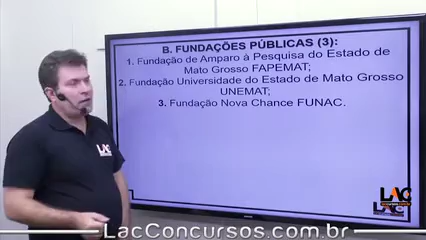 B. FUNDAÇÕES PÚBLICAS (3):
1. Fundação de Amparo à Pesquisa do Estado de
Mato Grosso FAPEMAT;
2. Fundação Universidade do Estado de Mato Grosso
UNEMAT;
3. Fundação Nova Chance FUNAC.
LAC
LAC
LAC
LacConcursos.com.br